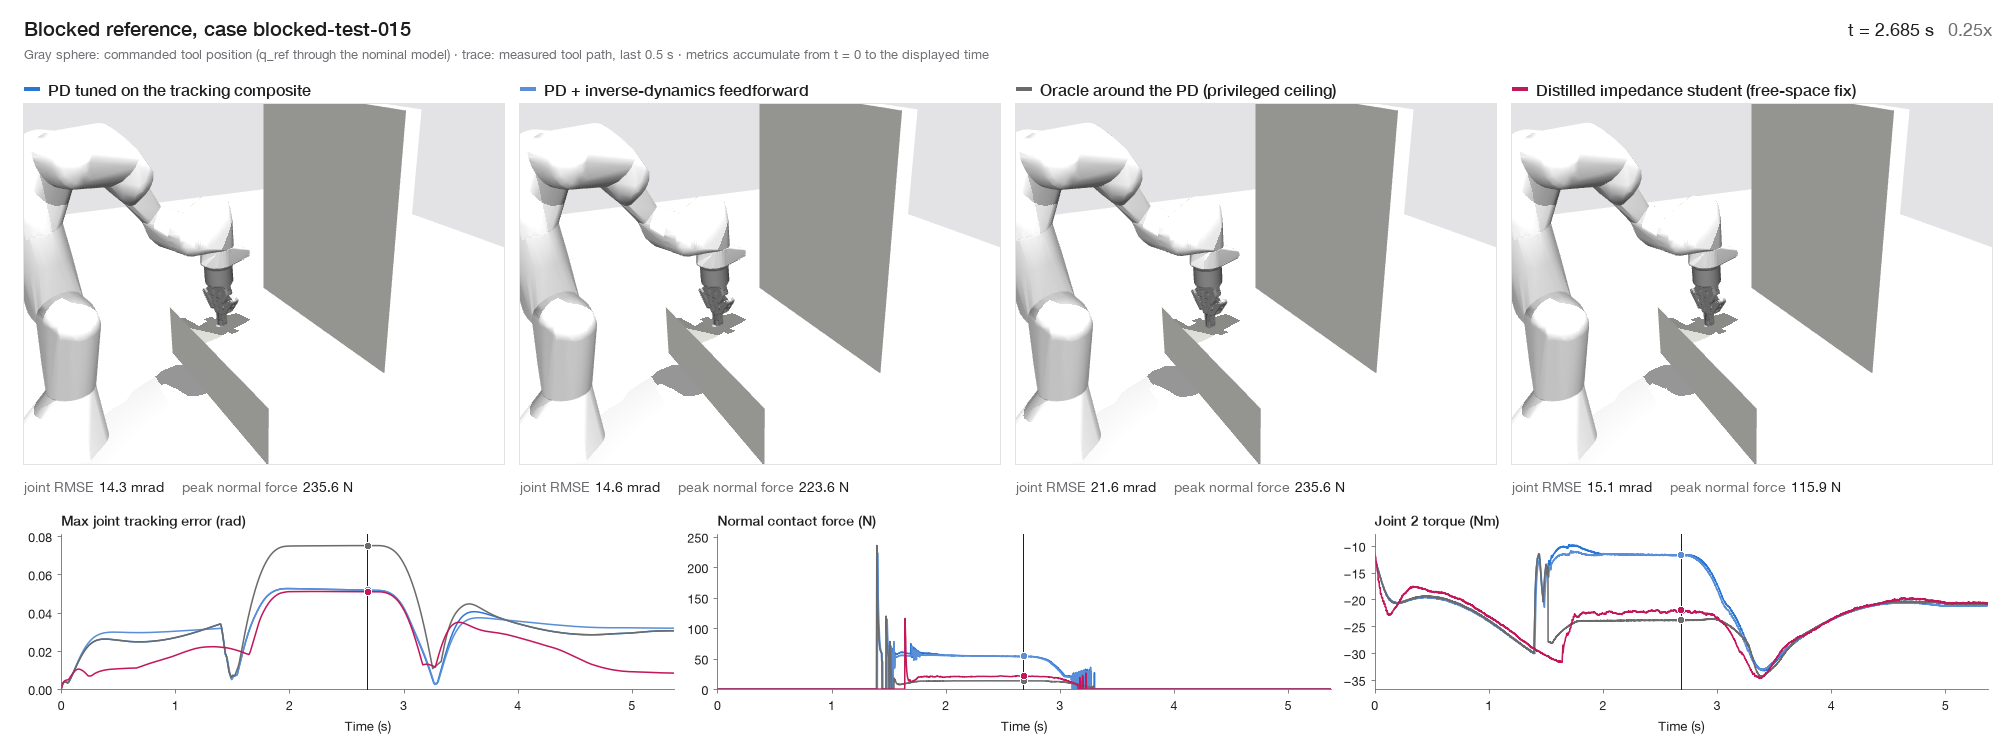 Blocked reference, case blocked-test-015
t = 2.685 s 0.25x
Gray sphere: commanded tool position (q_ref through the nominal model) · trace: measured tool path, last 0.5 s · metrics accumulate from t = 0 to the displayed time
PD tuned on the tracking composite
PD + inverse-dynamics feedforward
Oracle around the PD (privileged ceiling)
Distilled impedance student (free-space fix)
joint RMSE 14.3 mrad peak normal force 235.6 N
joint RMSE 14.6 mrad peak normal force 223.6 N
joint RMSE 21.6 mrad peak normal force 235.6 N
joint RMSE 15.1 mrad peak normal force 115.9 N
Max joint tracking error (rad)
0.08
0.06
0.04
0.02
0.00
0 1 2 3 4 5
Time (s)
Normal contact force (N)
250
200
150
100
50
0
0 1 2 3 4 5
Time (s)
Joint 2 torque (Nm)
−10
−15
−20
−25
−30
−35
0 1 2 3 4 5
Time (s)